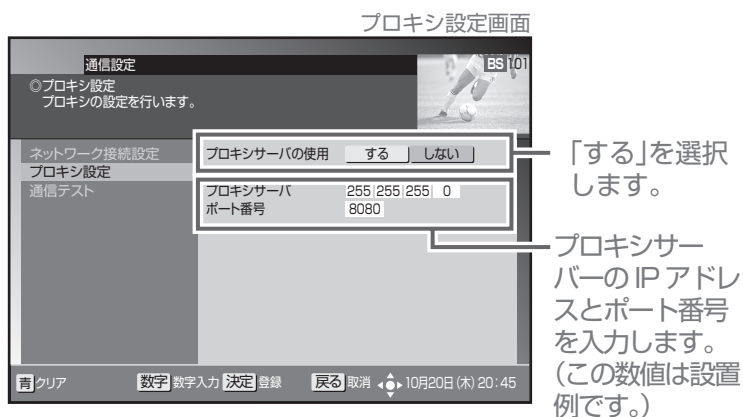 プロキシ設定画面
通信設定
BS 101
◎プロキシ設定
プロキシの設定を行います。
ネットワーク接続設定
プロキシ設定
通信テスト
プロキシサーバの使用 する しない
プロキシサーバ 255 255 255 0
ポート番号 8080
「する」を選択
します。
プロキシサー
バーの IP アドレ
スとポート番号
を入力します。
(この数値は設置
例です。)
青 クリア 数字 数字入力 決定 登録 戻る 取消 10月20日(木) 20:45